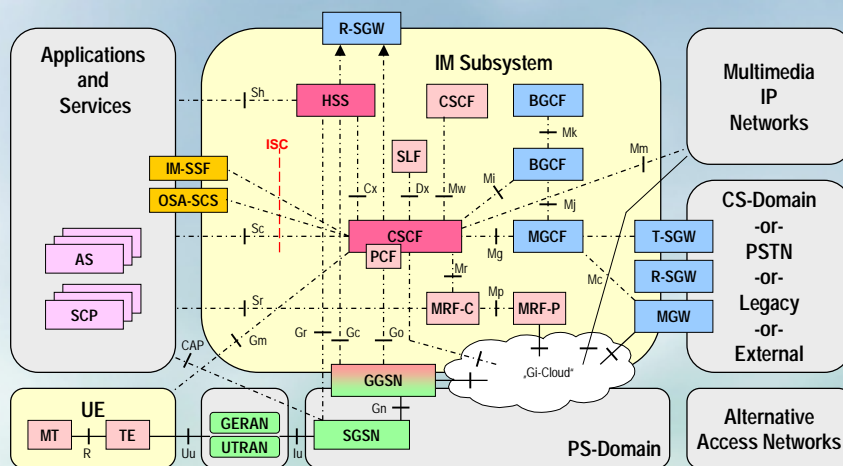 R-SGW
Applications
and
Services
IM Subsystem
Multimedia
IP
Networks
Sh
HSS
CSCF
BGCF
Mk
ISC
SLF
BGCF
Mm
IM-SSF
OSA-SCS
Cx
Dx
Mw
Mi
Mj
CS-Domain
-or-
PSTN
-or-
Legacy
-or-
External
Sc
CSCF
PCF
Mg
MGCF
T-SGW
AS
Mr
Mc
R-SGW
SCP
Sr
MRF-C
Mp
MRF-P
MGW
CAP
Gm
Gr
Gc
Go
„Gi-Cloud“
GGSN
Gn
UE
MT
R
TE
Uu
GERAN
UTRAN
Iu
SGSN
PS-Domain
Alternative
Access Networks